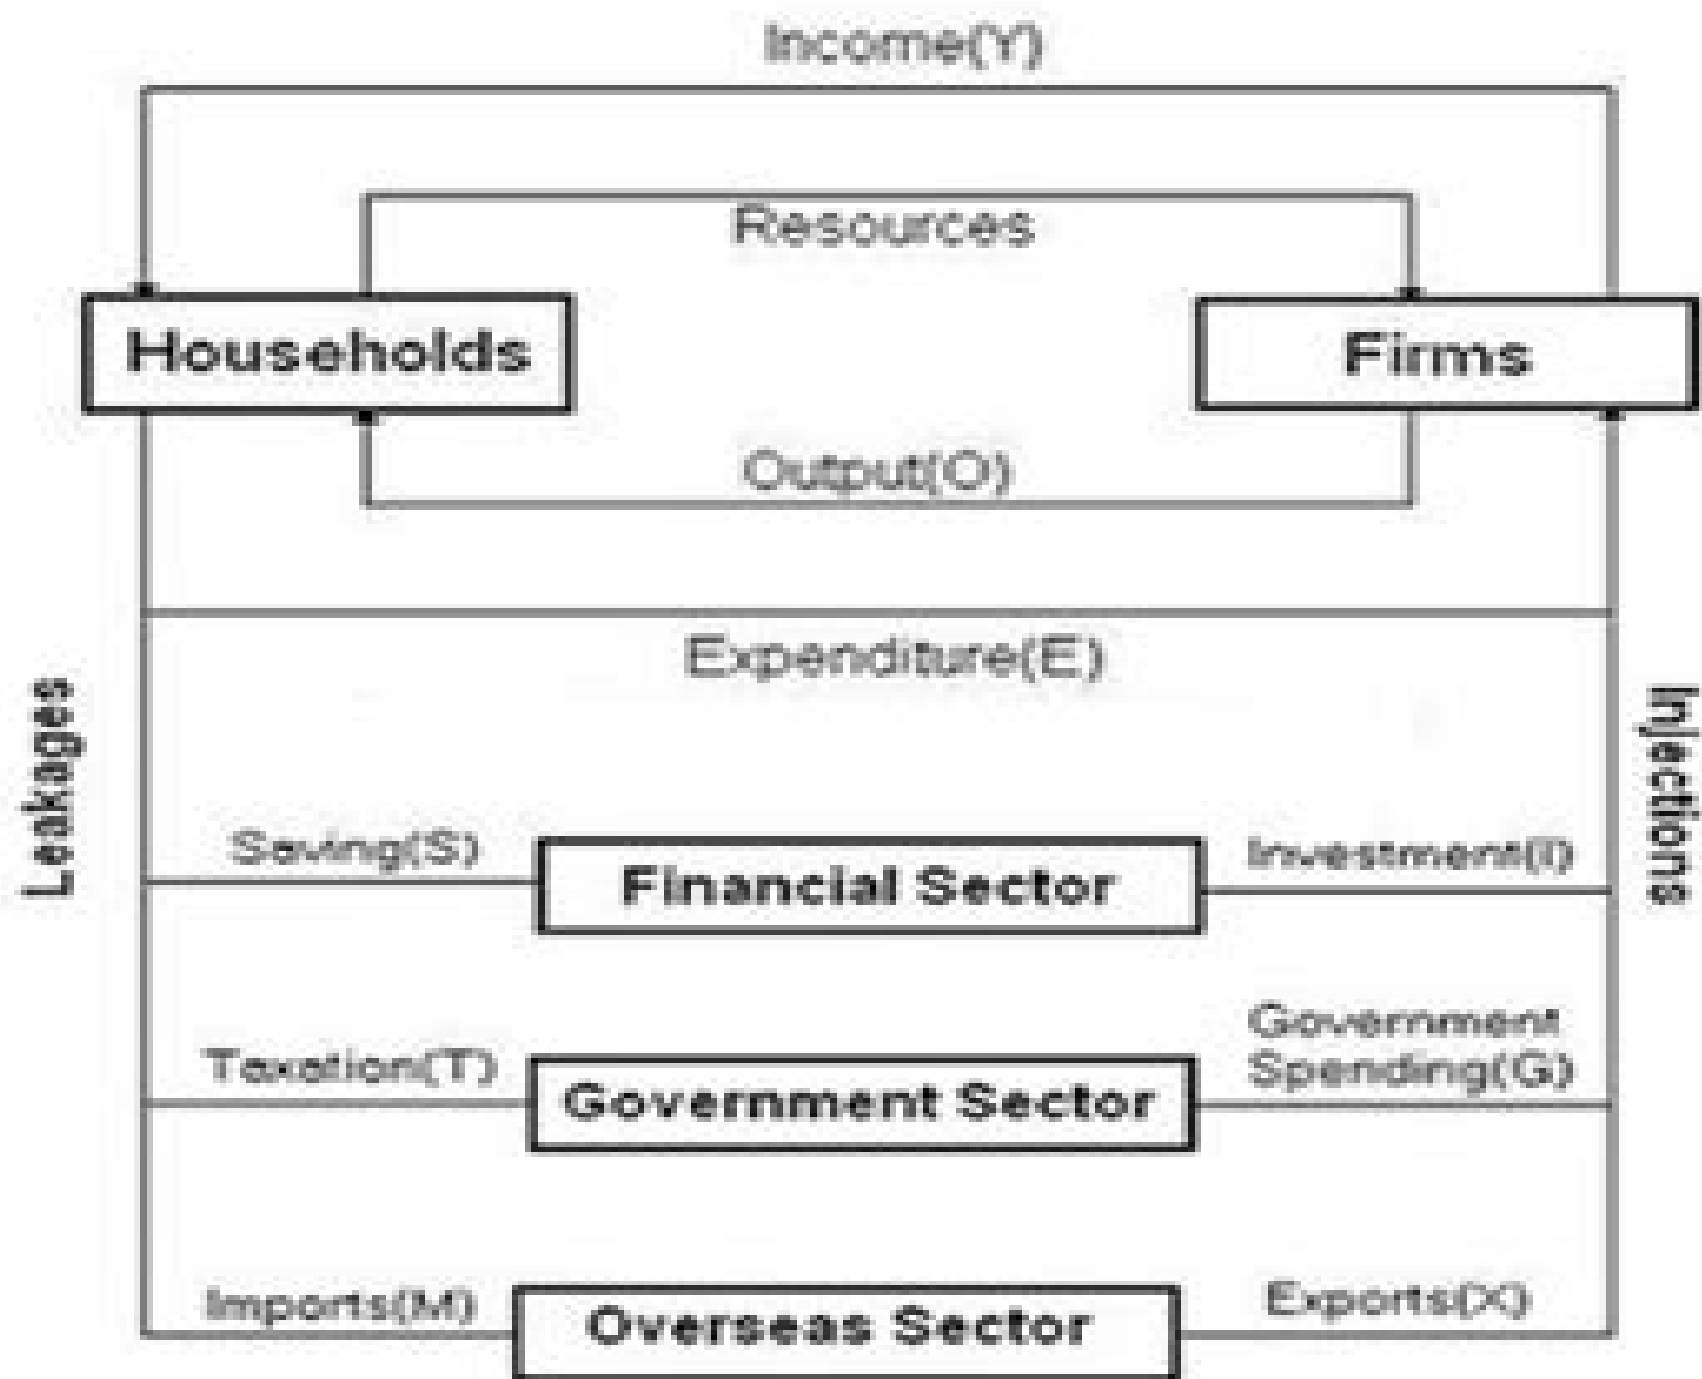 Income(Y)
Resources
Households
Firms
Output(O)
Expenditure(E)
Leakages
Injections
Saving(S)
Financial Sector
Investment(I)
Taxation(T)
Government Sector
Government
Spending(G)
Imports(M)
Overseas Sector
Exports(X)